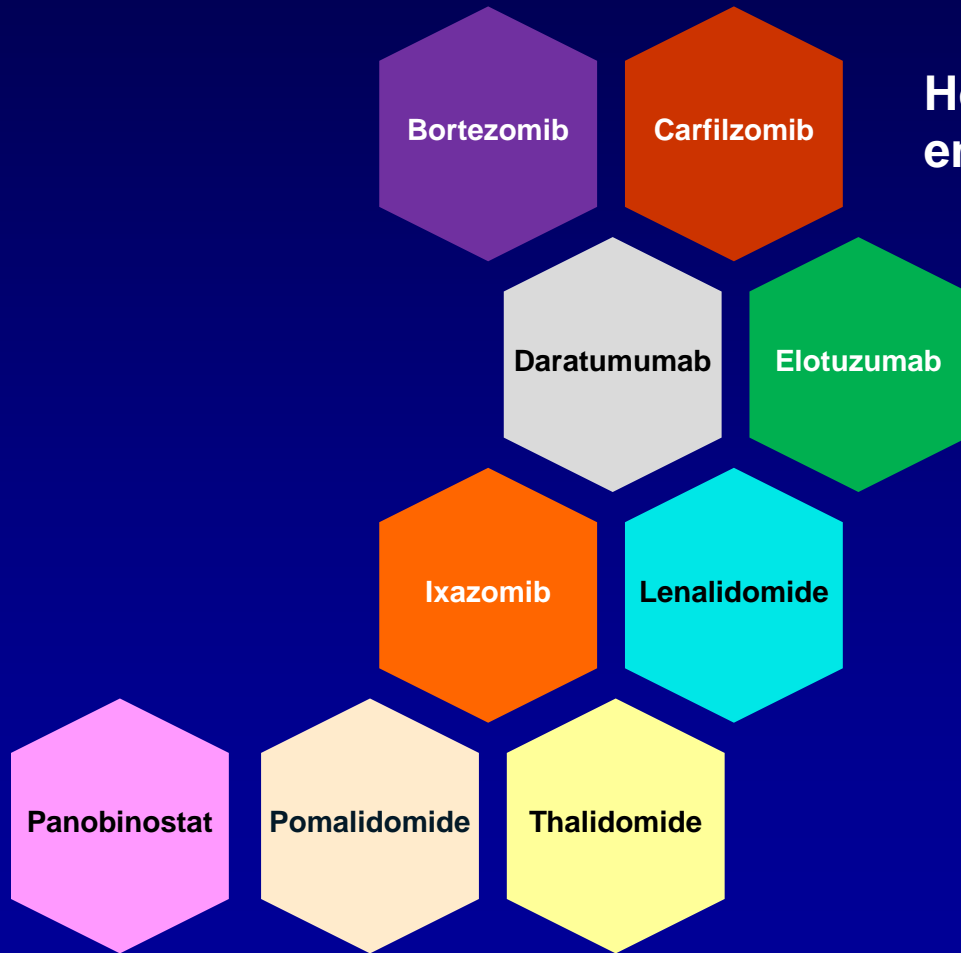 Bortezomib
Carfilzomib
Daratumumab
Elotuzumab
Ixazomib
Lenalidomide
Panobinostat
Pomalidomide
Thalidomide